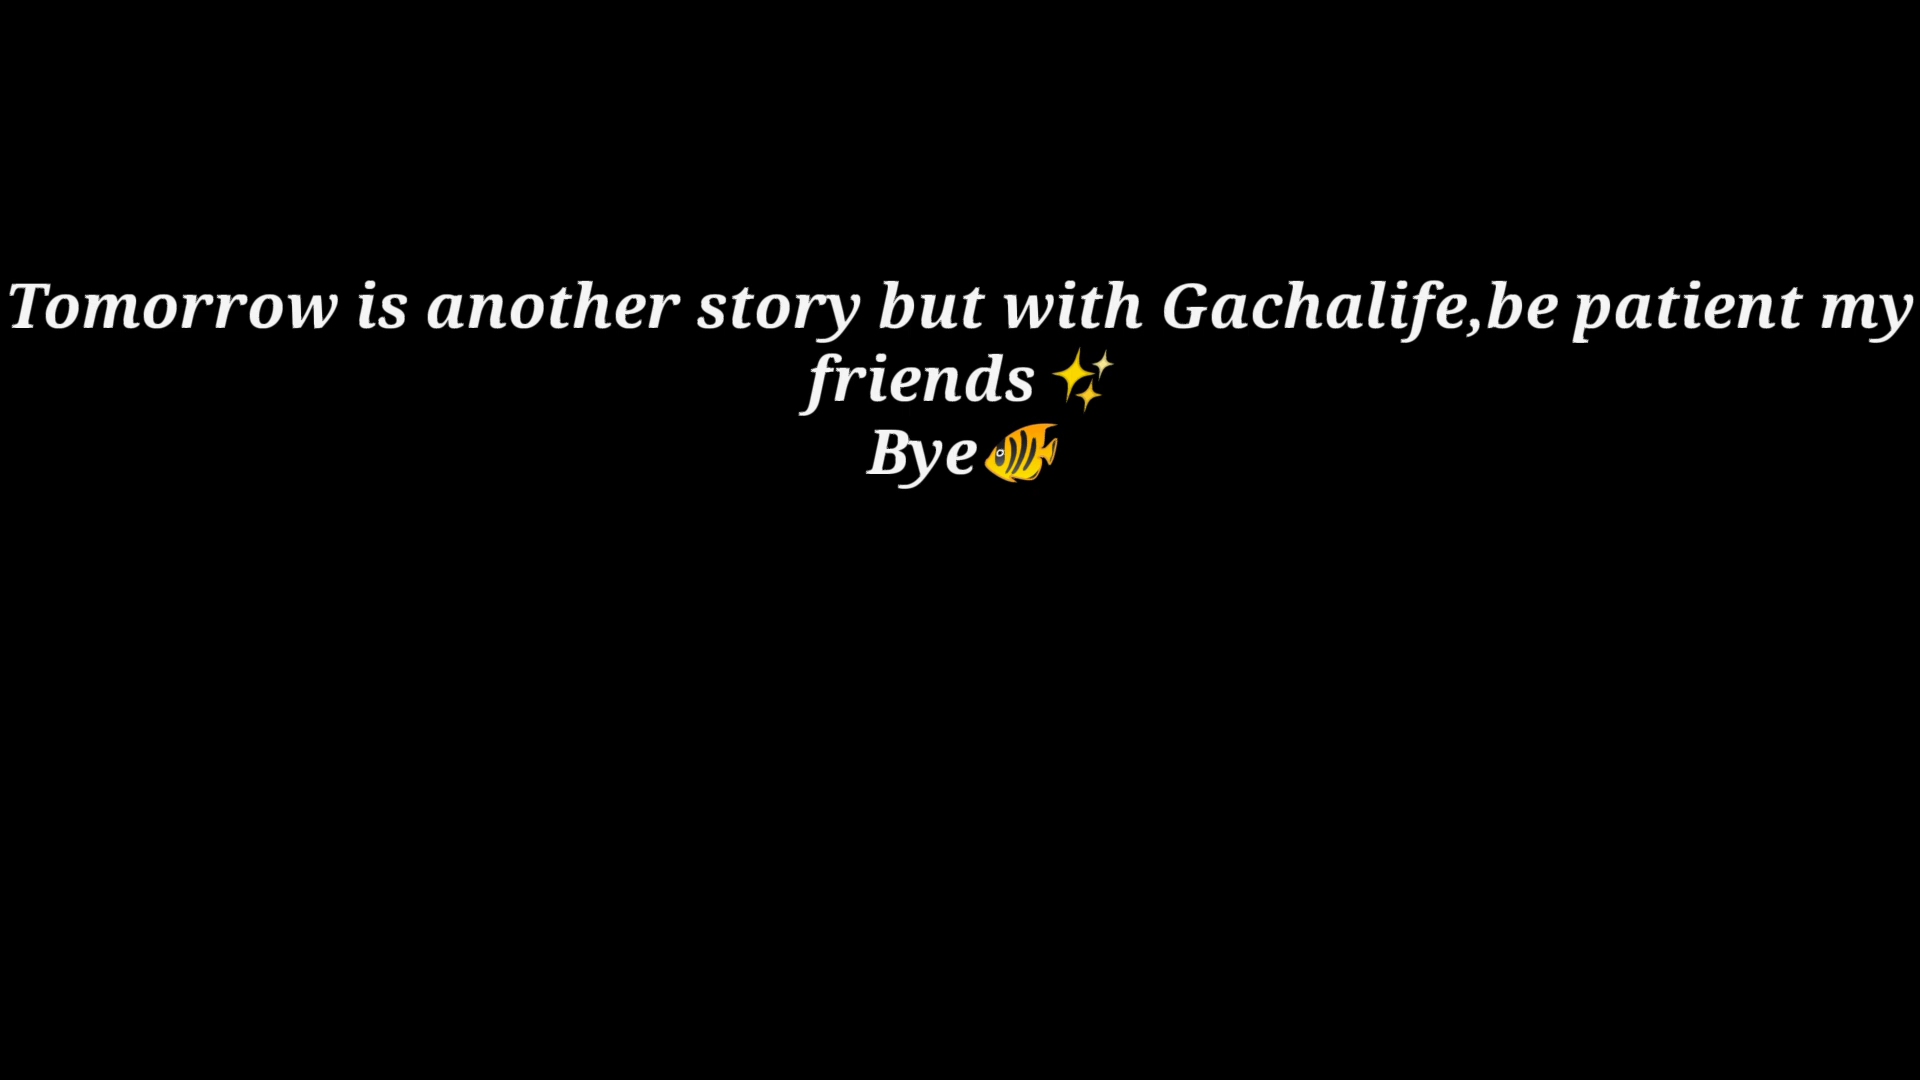 Tomorrow is another story but with Gachalife,be patient my
friends ✨
Bye🐠